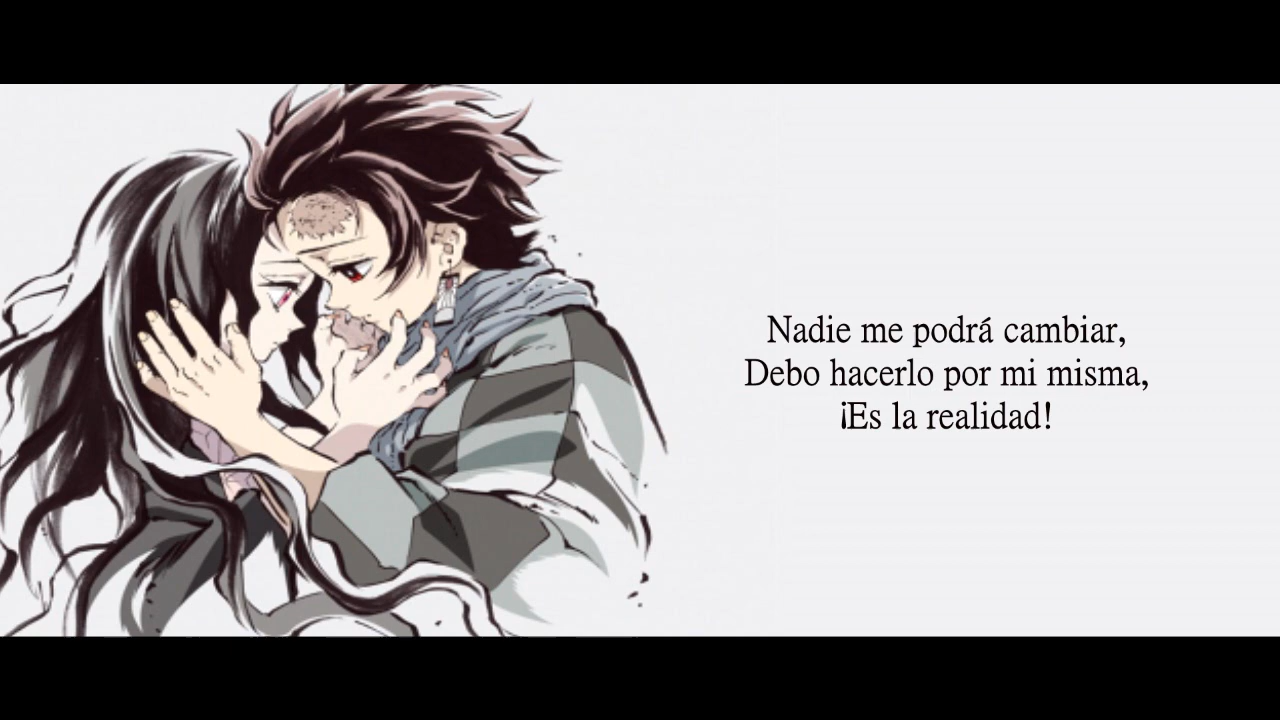 Nadie me podrá cambiar,
Debo hacerlo por mi misma,
¡Es la realidad!